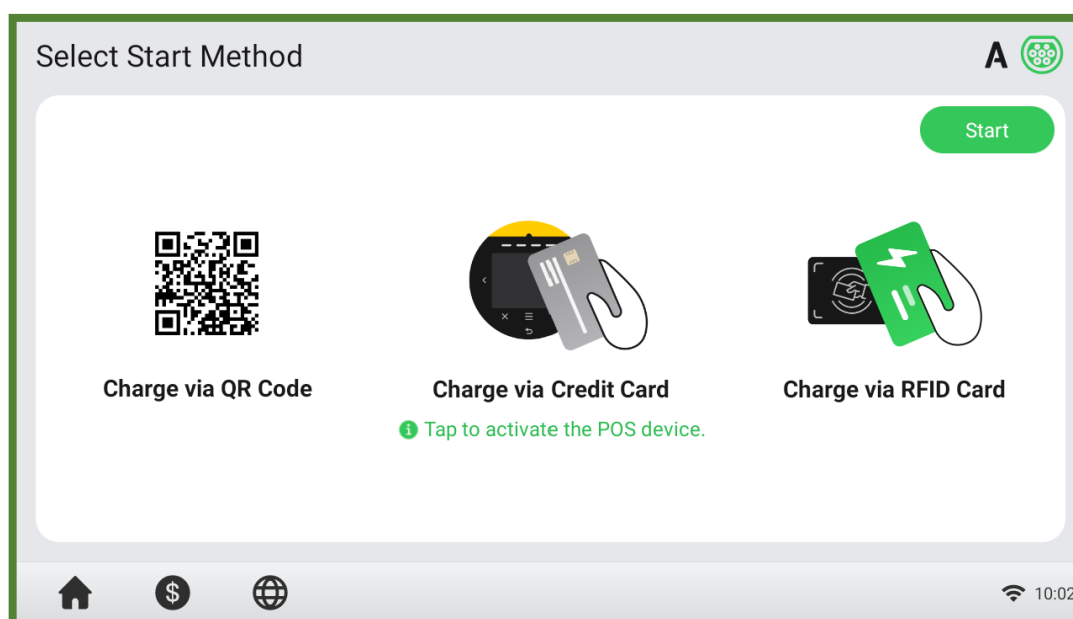 Select Start Method
A
Start
Charge via QR Code
Charge via Credit Card
Charge via RFID Card
Tap to activate the POS device.
10:02